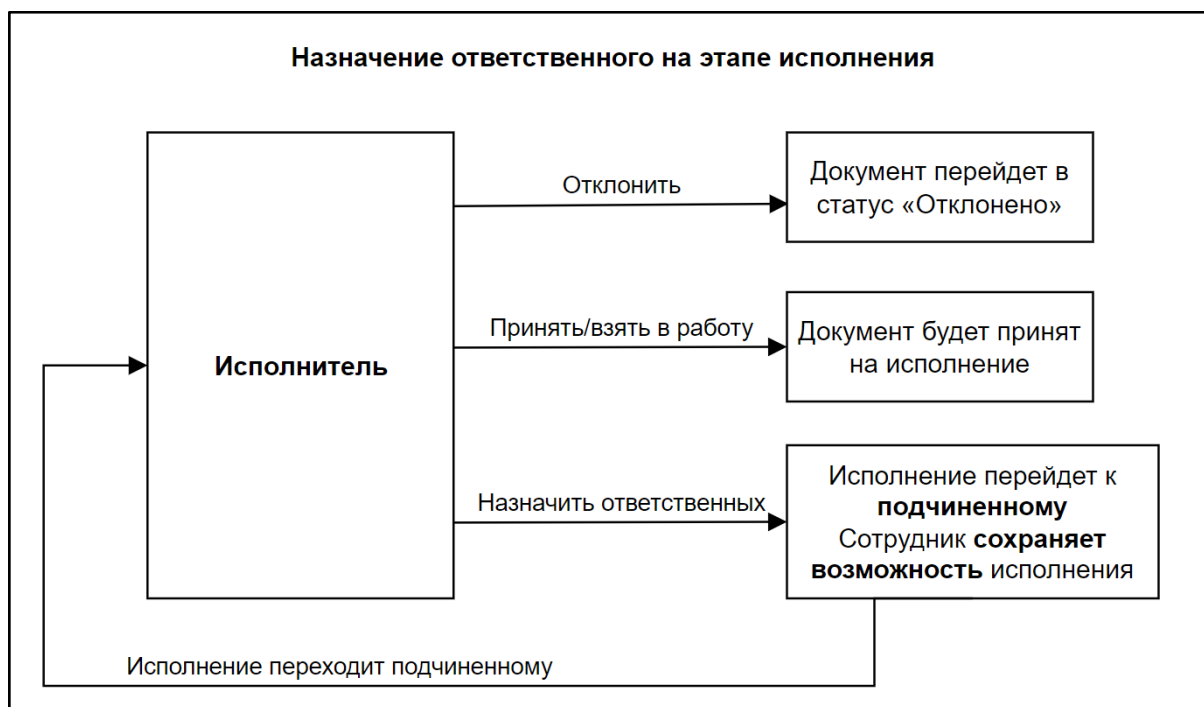 Назначение ответственного на этапе исполнения
Отклонить
Документ перейдет в
статус «Отклонено»
Принять/взять в работу
Документ будет принят
на исполнение
Исполнитель
Назначить ответственных
Исполнение перейдет к
подчиненному
Сотрудник сохраняет
возможность исполнения
Исполнение переходит подчиненному